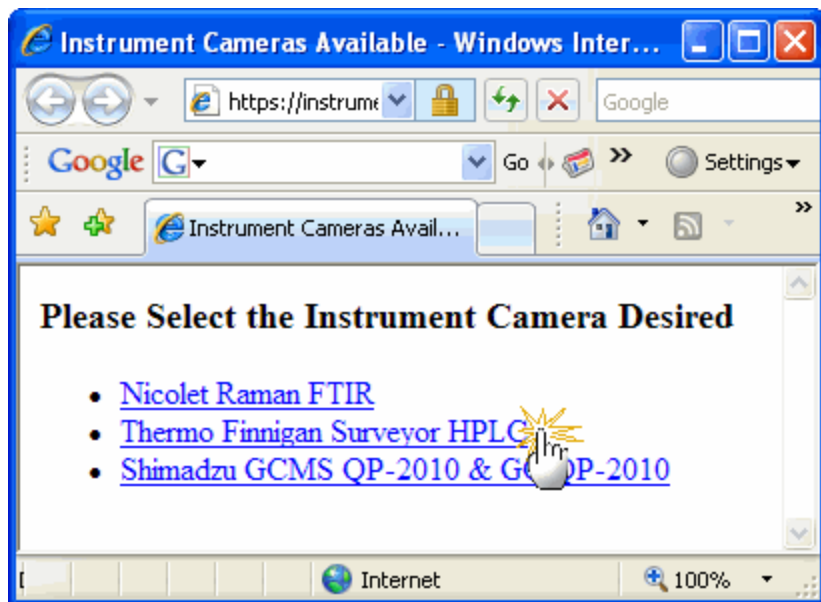 Instrument Cameras Available - Windows Inter...
https://instrume
Google
Google G Go » Settings
Instrument Cameras Avail... »
Please Select the Instrument Camera Desired
• Nicolet Raman FTIR
• Thermo Finnigan Surveyor HPLC
• Shimadzu GCMS QP-2010 & GC QP-2010
Internet 100%